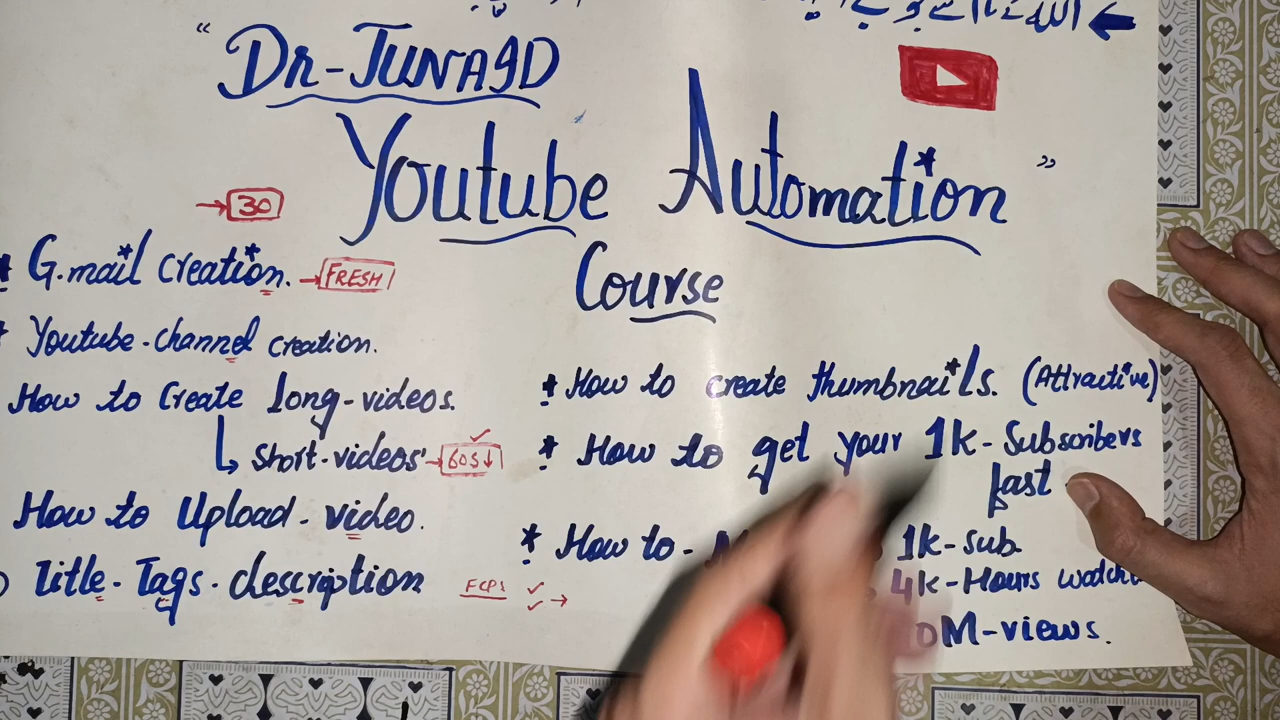 “Dr-JUNAID
Youtube Automation”
Course
→ 30
* G.mail creation. → FRESH
* Youtube-channel creation.
How to Create long-videos.
short-videos → 60S↓ ✓
How to Upload-video.
Title-Tags-description
FCPS ✓
✓ →
* How to create thumbnails. (Attractive)
* How to get your 1k-Subscribers
fast
* How to-
1k-sub.
4k-Hours
M-views.